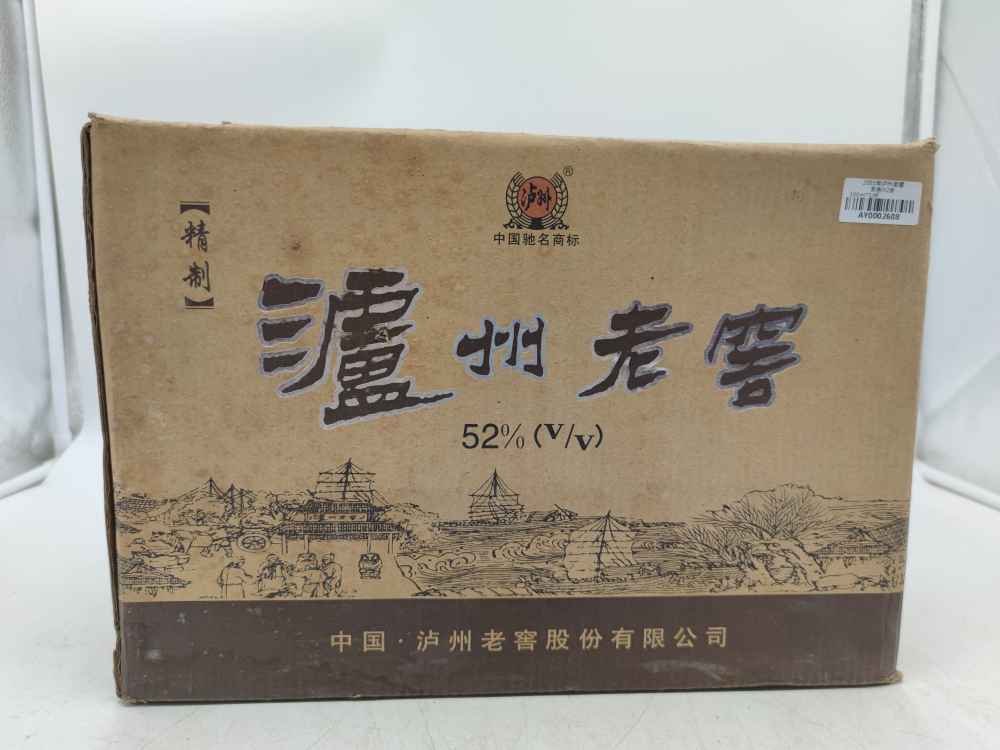 泸州
®
中国驰名商标
AY0002608
【精制】
瀘州老窖
52% (V/V)
中国·泸州老窖股份有限公司